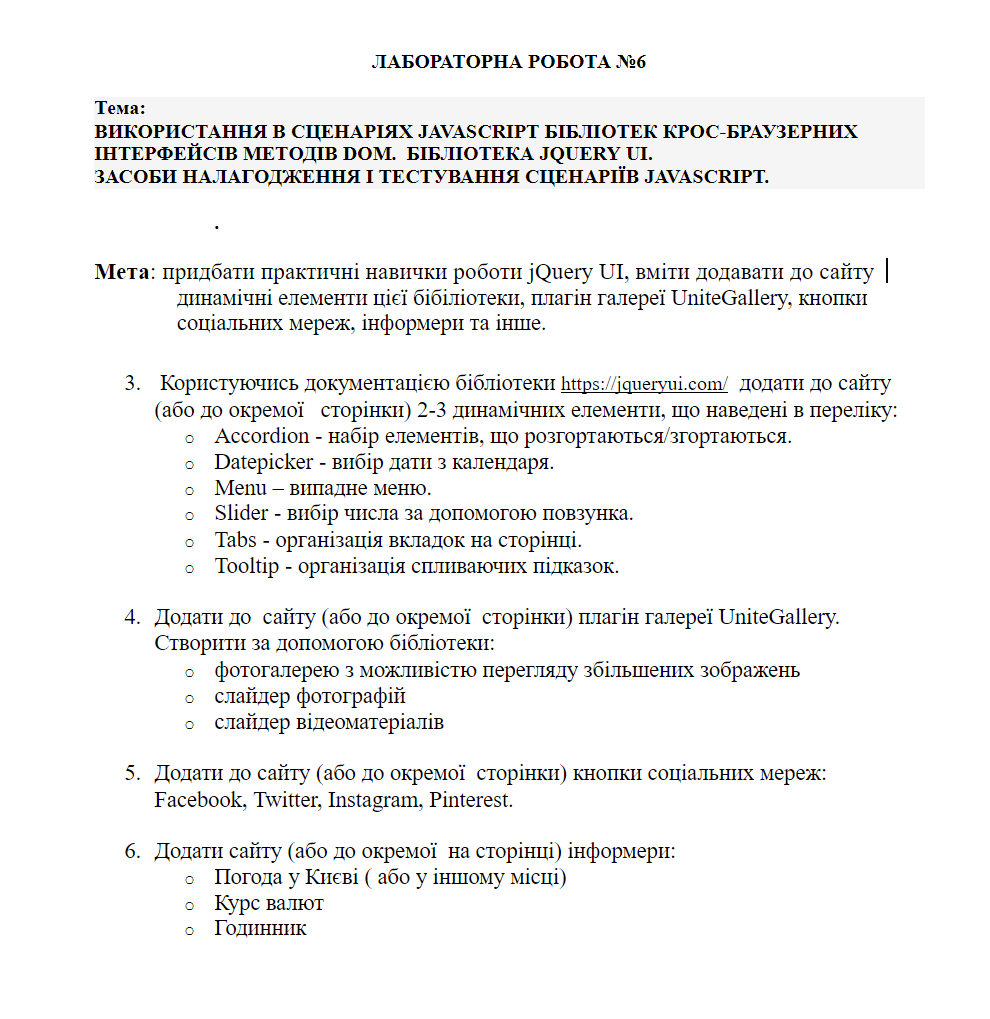 ЛАБОРАТОРНА РОБОТА №6
Тема:
ВИКОРИСТАННЯ В СЦЕНАРІЯХ JAVASCRIPT БІБЛІОТЕК КРОС-БРАУЗЕРНИХ
ІНТЕРФЕЙСІВ МЕТОДІВ DOM. БІБЛІОТЕКА JQUERY UI.
ЗАСОБИ НАЛАГОДЖЕННЯ І ТЕСТУВАННЯ СЦЕНАРІЇВ JAVASCRIPT.
.
Мета: придбати практичні навички роботи jQuery UI, вміти додавати до сайту
динамічні елементи цієї бібіліотеки, плагін галереї UniteGallery, кнопки
соціальних мереж, інформери та інше.
3. Користуючись документацією бібліотеки https://jqueryui.com/ додати до сайту
(або до окремої сторінки) 2-3 динамічних елементи, що наведені в переліку:
o Accordion - набір елементів, що розгортаються/згортаються.
o Datepicker - вибір дати з календаря.
o Menu – випадне меню.
o Slider - вибір числа за допомогою повзунка.
o Tabs - організація вкладок на сторінці.
o Tooltip - організація спливаючих підказок.
4. Додати до сайту (або до окремої сторінки) плагін галереї UniteGallery.
Створити за допомогою бібліотеки:
o фотогалерею з можливістю перегляду збільшених зображень
o слайдер фотографій
o слайдер відеоматеріалів
5. Додати до сайту (або до окремої сторінки) кнопки соціальних мереж:
Facebook, Twitter, Instagram, Pinterest.
6. Додати сайту (або до окремої на сторінці) інформери:
o Погода у Києві ( або у іншому місці)
o Курс валют
o Годинник